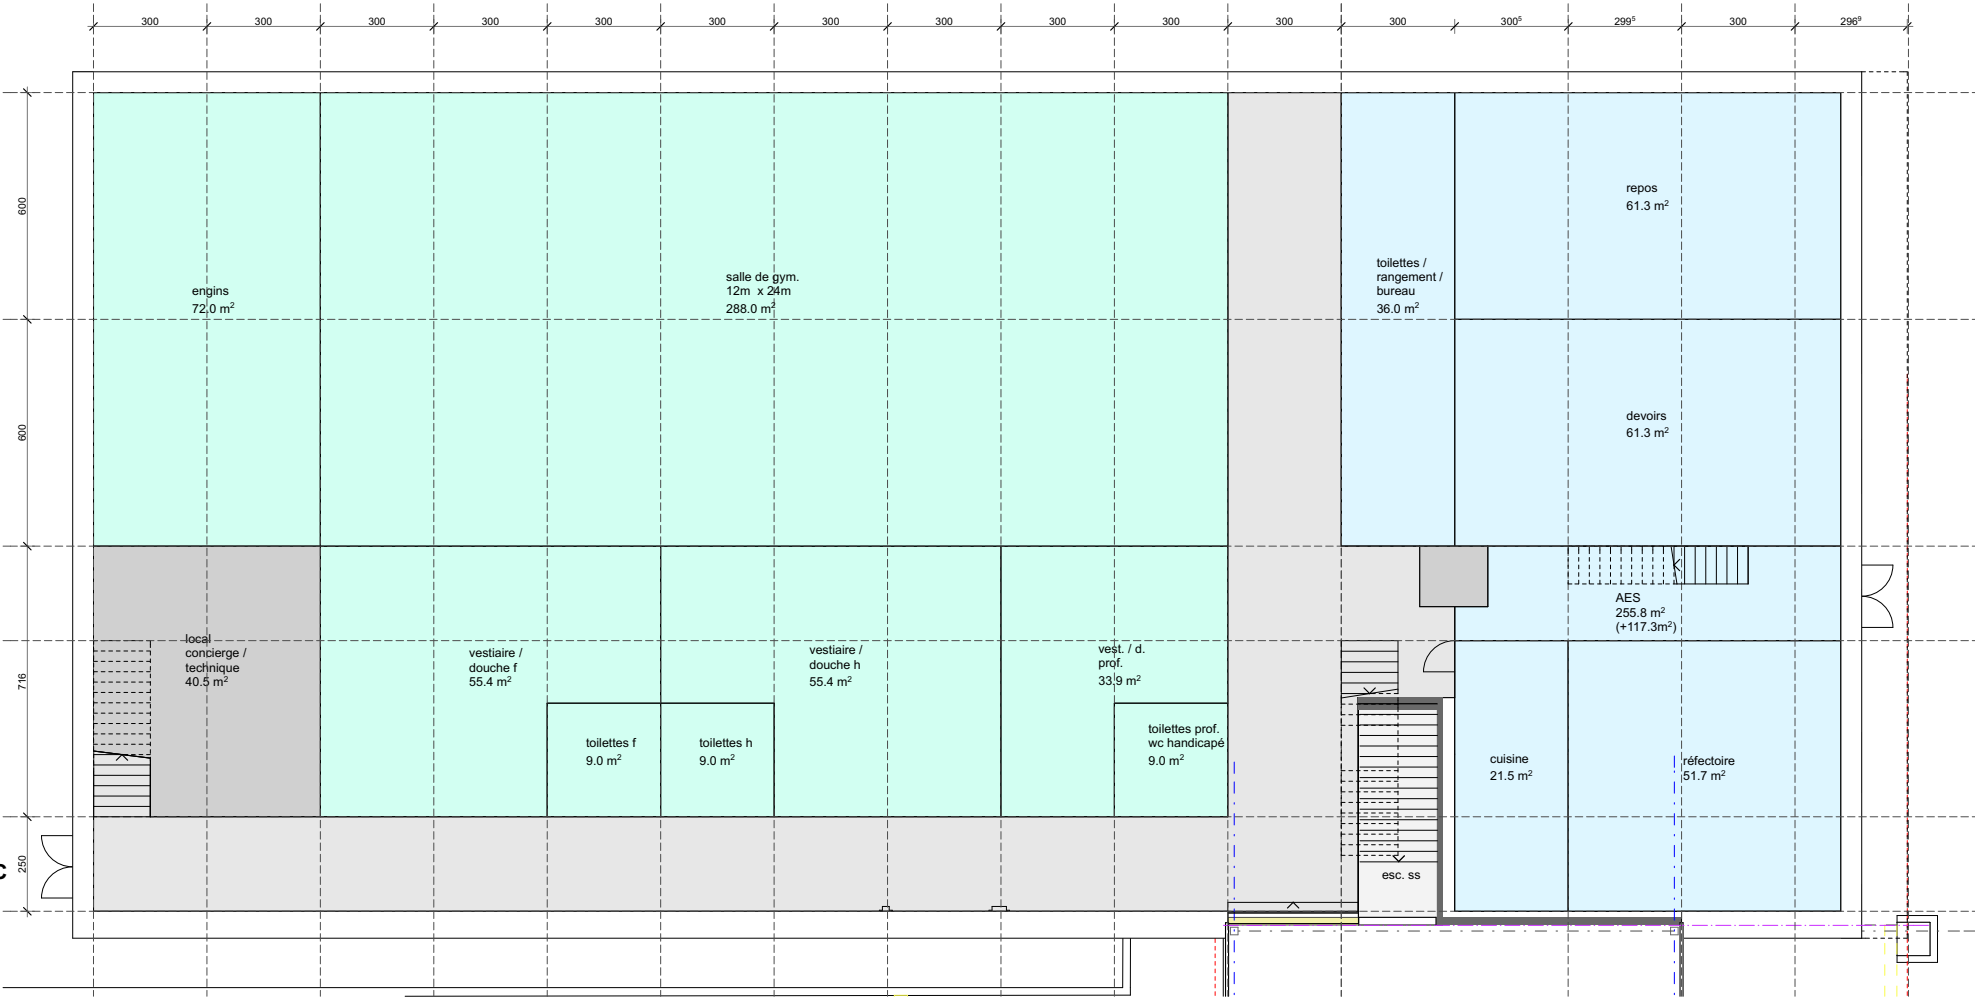 300 300 300 300 300 300 300 300 300 300 300 300 300⁵ 299⁵ 300 296⁹
600
600
716
250
C
engins
72.0 m²
salle de gym.
12m x 24m
288.0 m²
toilettes /
rangement /
bureau
36.0 m²
repos
61.3 m²
devoirs
61.3 m²
AES
255.8 m²
(+117.3m²)
local
concierge /
technique
40.5 m²
vestiaire /
douche f
55.4 m²
vestiaire /
douche h
55.4 m²
vest. / d.
prof.
33.9 m²
toilettes f
9.0 m²
toilettes h
9.0 m²
toilettes prof.
wc handicapé
9.0 m²
cuisine
21.5 m²
réfectoire
51.7 m²
esc. ss